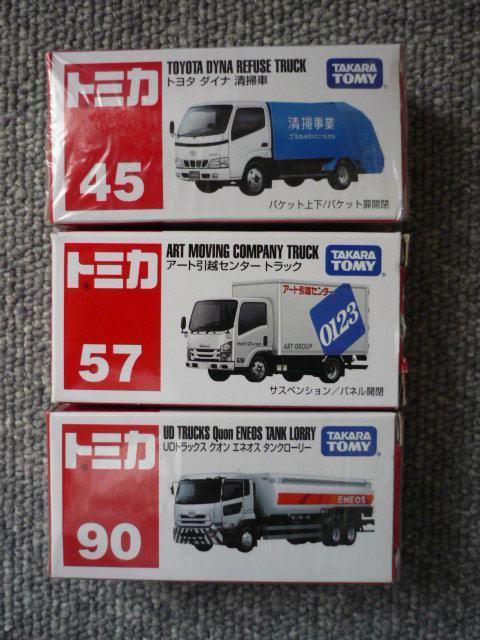 トミカ
45
TOYOTA DYNA REFUSE TRUCK
トヨタ ダイナ 清掃車
TAKARA
TOMY
清掃事業
バケット上下/バケット扉開閉
トミカ
57
ART MOVING COMPANY TRUCK
アート引越センター トラック
TAKARA
TOMY
アート引越センター
0123
ART GROUP
サスペンション/パネル開閉
トミカ
90
UD TRUCKS Quon ENEOS TANK LORRY
UDトラックス クオン エネオス タンクローリー
TAKARA
TOMY
ENEOS